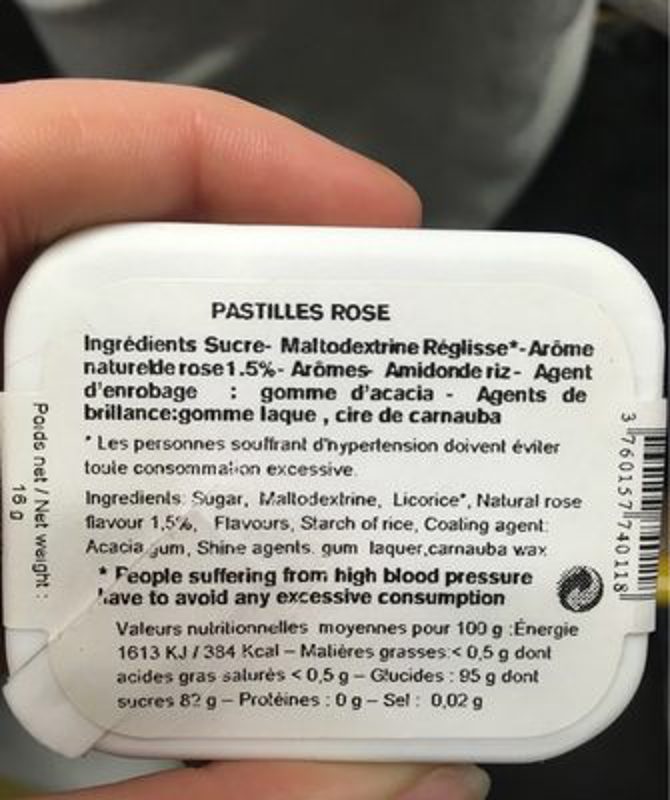 PASTILLES ROSE
Ingrédients Sucre- Maltodextrine Réglisse*-Arôme
naturelde rose1.5%- Arômes- Amidonde riz- Agent
d'enrobage : gomme d'acacia - Agents de
brillance:gomme laque , cire de carnauba
* Les personnes souffrant d'hypertension doivent éviter
toute consommation excessive.
Ingredients: Sugar, Maltodextrine, Licorice*, Natural rose
flavour 1,5%, Flavours, Starch of rice, Coating agent:
Acacia gum, Shine agents. gum laquer,carnauba wax
* People suffering from high blood pressure
have to avoid any excessive consumption
Valeurs nutritionnelles moyennes pour 100 g :Énergie
1613 KJ / 384 Kcal – Matières grasses:< 0,5 g dont
acides gras saturés < 0,5 g – Glucides : 95 g dont
sucres 82 g – Protéines : 0 g – Sel : 0,02 g
Poids net / Net weight :
16 g
3 760157 740118